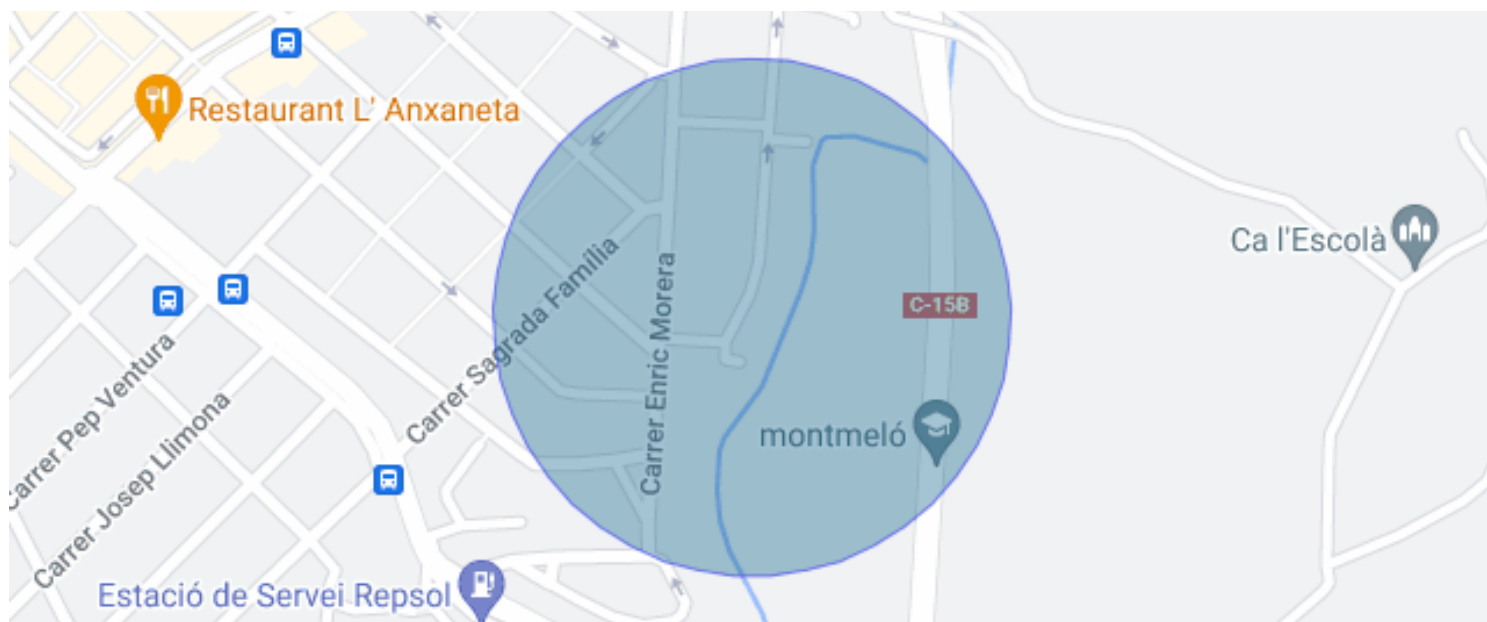 Restaurant L' Anxaneta
Ca l'Escolà
C-15B
Carrer Sagrada Família
Carrer Enric Morera
Carrer Pep Ventura
Carrer Josep Llimona
montmeló
Estació de Servei Repsol